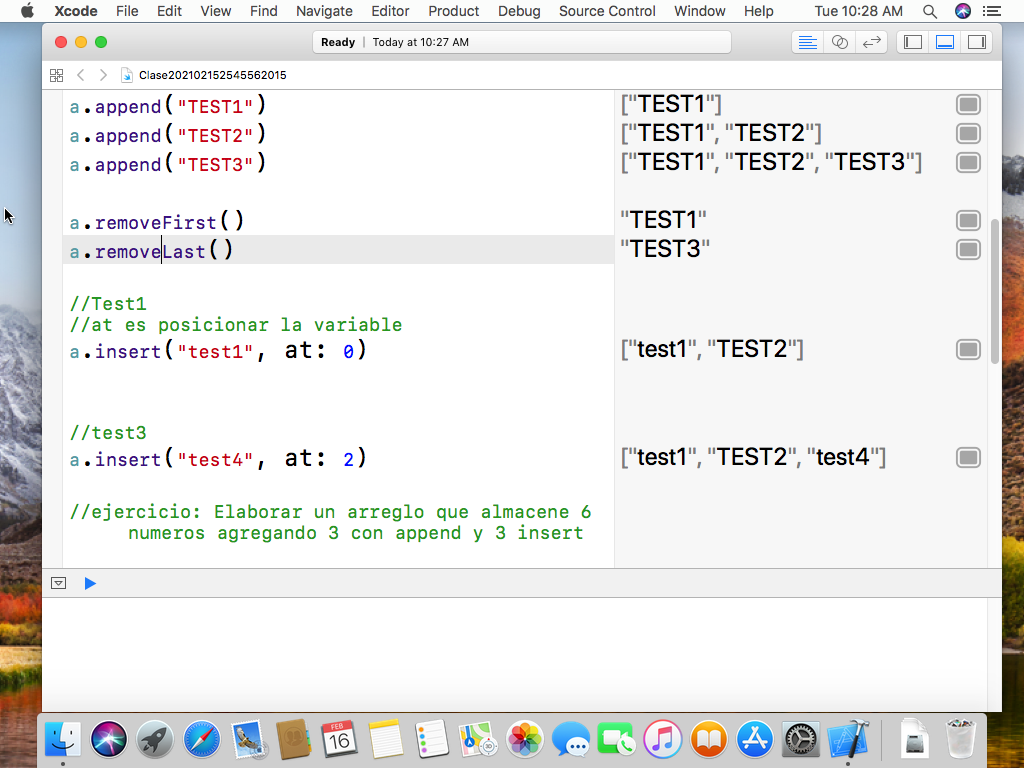 Xcode File Edit View Find Navigate Editor Product Debug Source Control Window Help Tue 10:28 AM
Ready | Today at 10:27 AM
Clase202102152545562015
a.append("TEST1") ["TEST1"]
a.append("TEST2") ["TEST1", "TEST2"]
a.append("TEST3") ["TEST1", "TEST2", "TEST3"]
a.removeFirst() "TEST1"
a.removeLast() "TEST3"
//Test1
//at es posicionar la variable
a.insert("test1", at: 0) ["test1", "TEST2"]
//test3
a.insert("test4", at: 2) ["test1", "TEST2", "test4"]
//ejercicio: Elaborar un arreglo que almacene 6
numeros agregando 3 con append y 3 insert
FEB
16